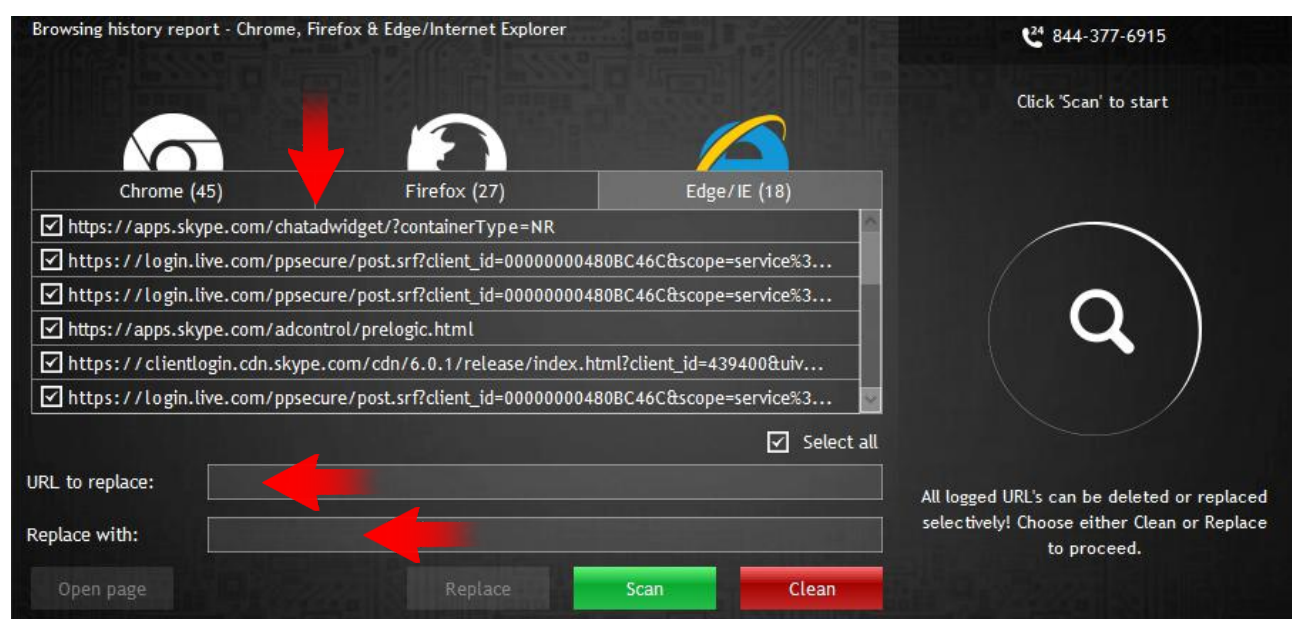 Browsing history report - Chrome, Firefox & Edge/Internet Explorer
24 844-377-6915
Click 'Scan' to start
Chrome (45)
Firefox (27)
Edge/IE (18)
https://apps.skype.com/chatadwidget/?containerType=NR
https://login.live.com/ppsecure/post.srf?client_id=00000000480BC46C&scope=service%3...
https://login.live.com/ppsecure/post.srf?client_id=00000000480BC46C&scope=service%3...
https://apps.skype.com/adcontrol/prelogic.html
https://clientlogin.cdn.skype.com/cdn/6.0.1/release/index.html?client_id=439400&uiv...
https://login.live.com/ppsecure/post.srf?client_id=00000000480BC46C&scope=service%3...
Select all
URL to replace:
Replace with:
All logged URL's can be deleted or replaced
selectively! Choose either Clean or Replace
to proceed.
Open page
Replace
Scan
Clean